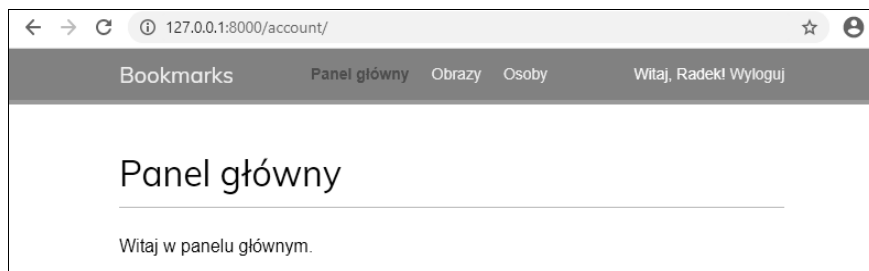 127.0.0.1:8000/account/
Bookmarks Panel główny Obrazy Osoby Witaj, Radek! Wyloguj
Panel główny
Witaj w panelu głównym.